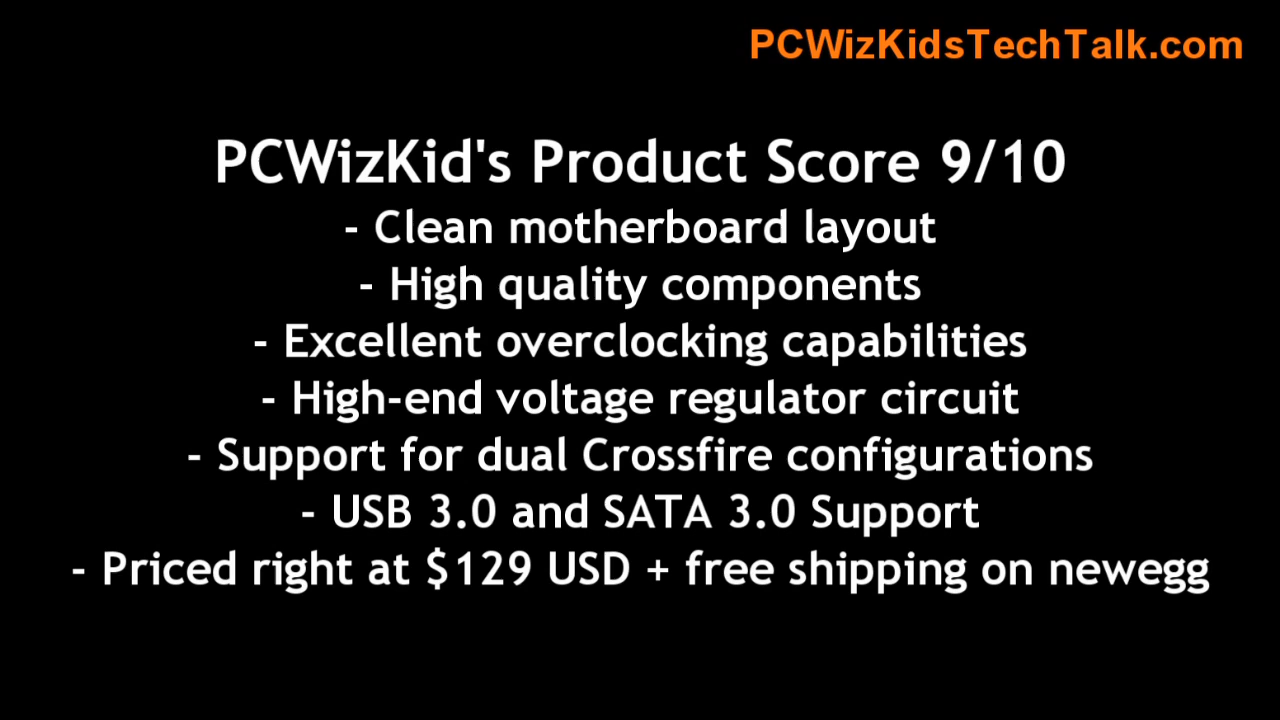 PCWizKidsTechTalk.com
PCWizKid's Product Score 9/10
- Clean motherboard layout
- High quality components
- Excellent overclocking capabilities
- High-end voltage regulator circuit
- Support for dual Crossfire configurations
- USB 3.0 and SATA 3.0 Support
- Priced right at $129 USD + free shipping on newegg